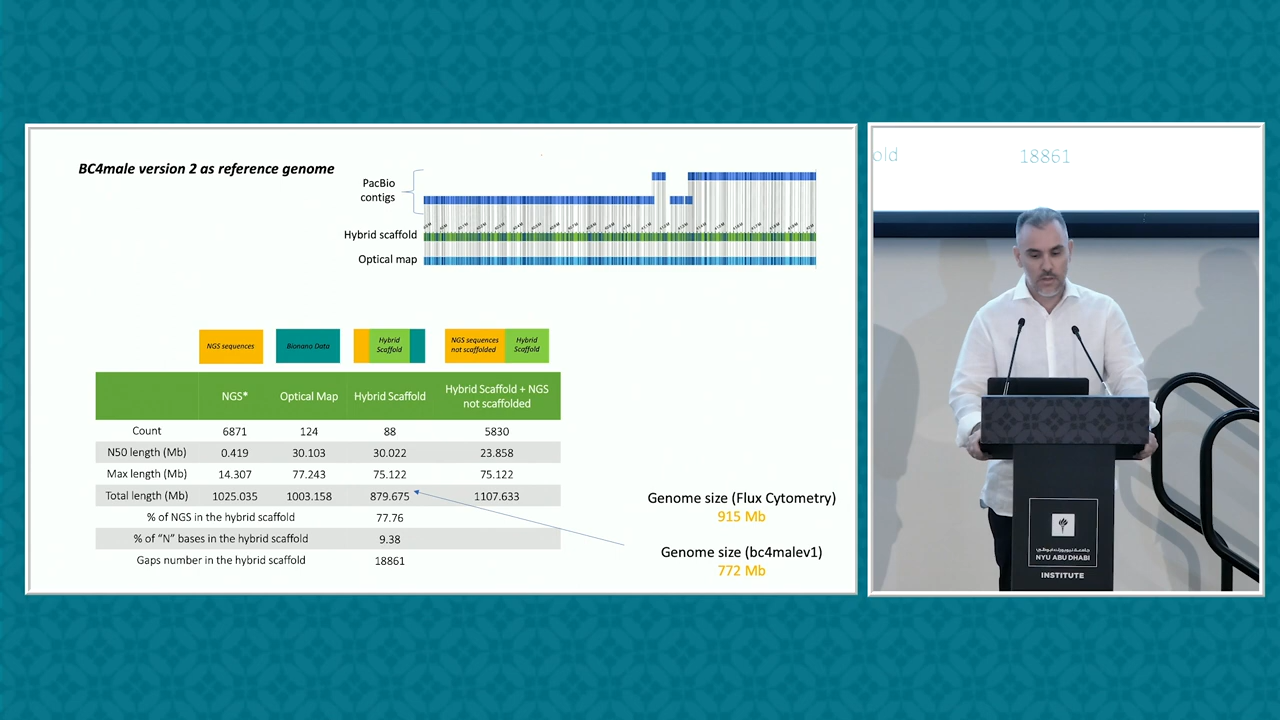 BC4male version 2 as reference genome
PacBio
contigs
Hybrid scaffold
Optical map
NGS sequences
Bionano Data
Hybrid
Scaffold
NGS sequences
not scaffolded
Hybrid
Scaffold
NGS* Optical Map Hybrid Scaffold Hybrid Scaffold + NGS
not scaffolded
Count 6871 124 88 5830
N50 length (Mb) 0.419 30.103 30.022 23.858
Max length (Mb) 14.307 77.243 75.122 75.122
Total length (Mb) 1025.035 1003.158 879.675 1107.633
% of NGS in the hybrid scaffold 77.76
% of "N" bases in the hybrid scaffold 9.38
Gaps number in the hybrid scaffold 18861
Genome size (Flux Cytometry)
915 Mb
Genome size (bc4malev1)
772 Mb
old 18861
جامعة نيويورك أبوظبي
NYU ABU DHABI
INSTITUTE